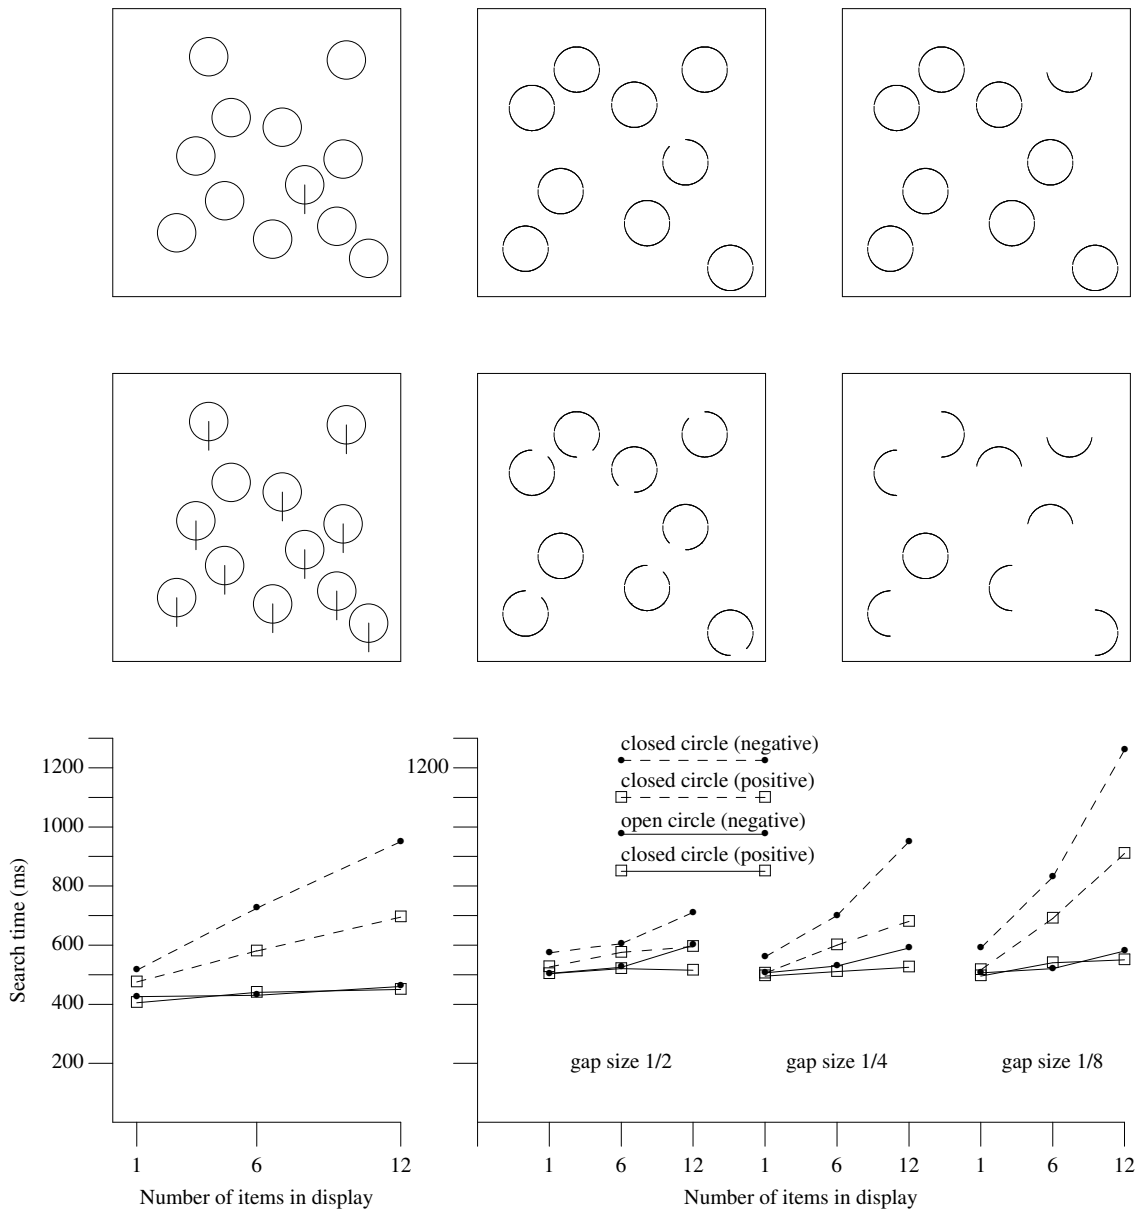 closed circle (negative)
1200
1200
closed circle (positive)
1000
open circle (negative)
closed circle (positive)
800
600
400
200
Search time (ms)
gap size 1/2
gap size 1/4
gap size 1/8
1
6
12
1
6
12
1
6
12
1
6
12
Number of items in display
Number of items in display